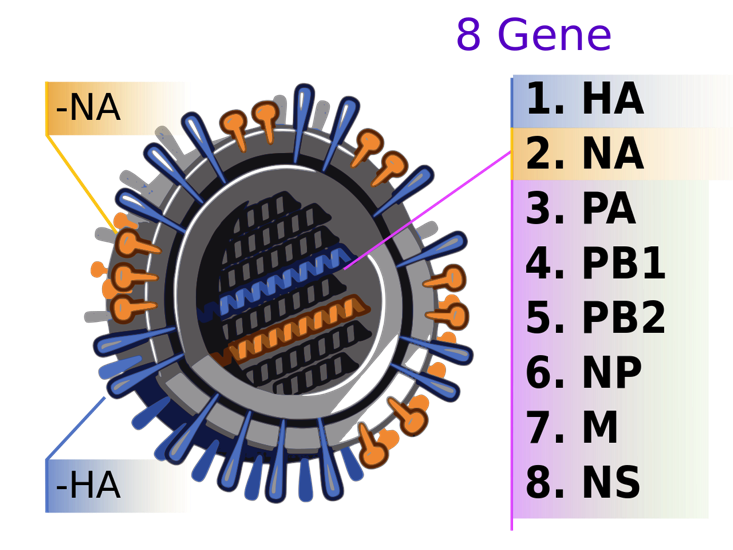 8 Gene
-NA
1. HA
2. NA
3. PA
4. PB1
5. PB2
6. NP
7. M
8. NS
-HA